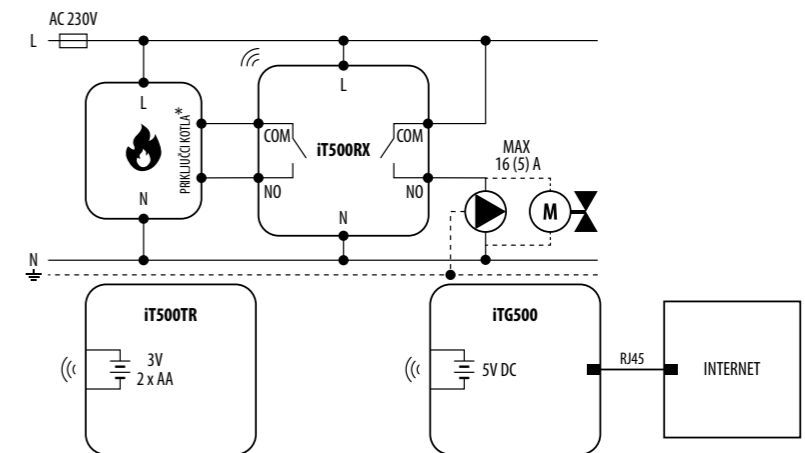 AC 230V
L
L
PRIKLJUČCI KOTLA*
N
L
COM
iT500RX
COM
NO
NO
N
MAX
16 (5) A
M
N
iT500TR
3V
2 x AA
iTG500
5V DC
RJ45
INTERNET